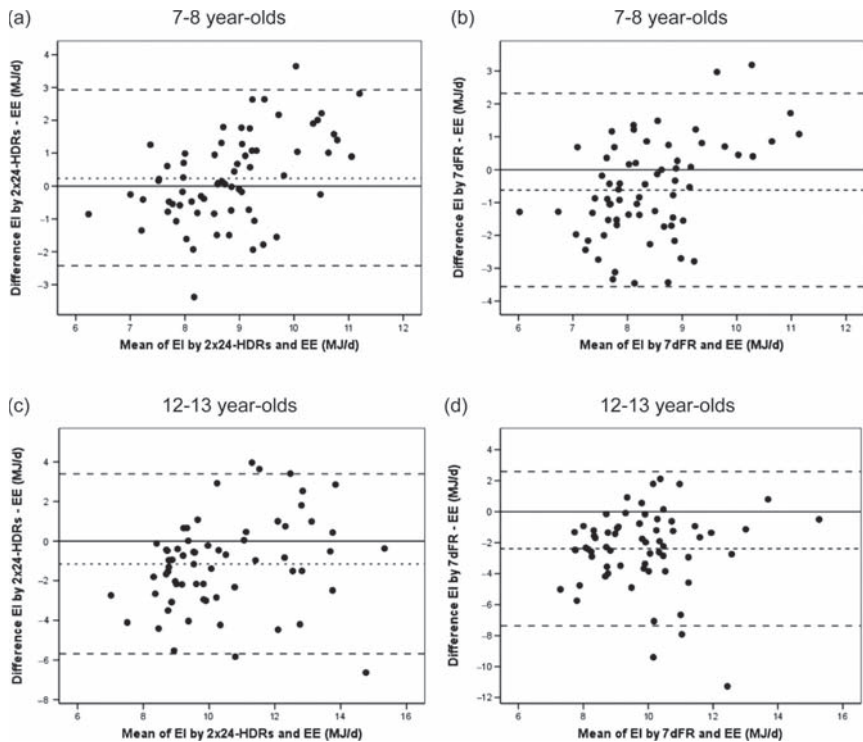 (a) 7-8 year-olds
Difference EI by 2x24-HDRs - EE (MJ/d)
4
3
2
1
0
-1
-2
-3
6 7 8 9 10 11 12
Mean of EI by 2x24-HDRs and EE (MJ/d)
(b) 7-8 year-olds
Difference EI by 7dFR - EE (MJ/d)
3
2
1
0
-1
-2
-3
-4
6 7 8 9 10 11 12
Mean of EI by 7dFR and EE (MJ/d)
(c) 12-13 year-olds
Difference EI by 2x24-HDRs - EE (MJ/d)
4
2
0
-2
-4
-6
-8
6 8 10 12 14 16
Mean of EI by 2x24-HDRs and EE (MJ/d)
(d) 12-13 year-olds
Difference EI by 7dFR - EE (MJ/d)
4
2
0
-2
-4
-6
-8
-10
-12
6 8 10 12 14 16
Mean of EI by 7dFR and EE (MJ/d)